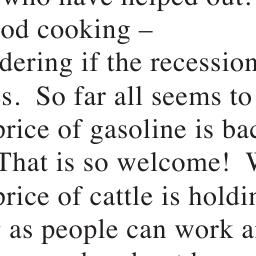 who have helped out.
od cooking –
dering if the recession
s. So far all seems to
price of gasoline is bac
That is so welcome!
price of cattle is holdin
as people can work a